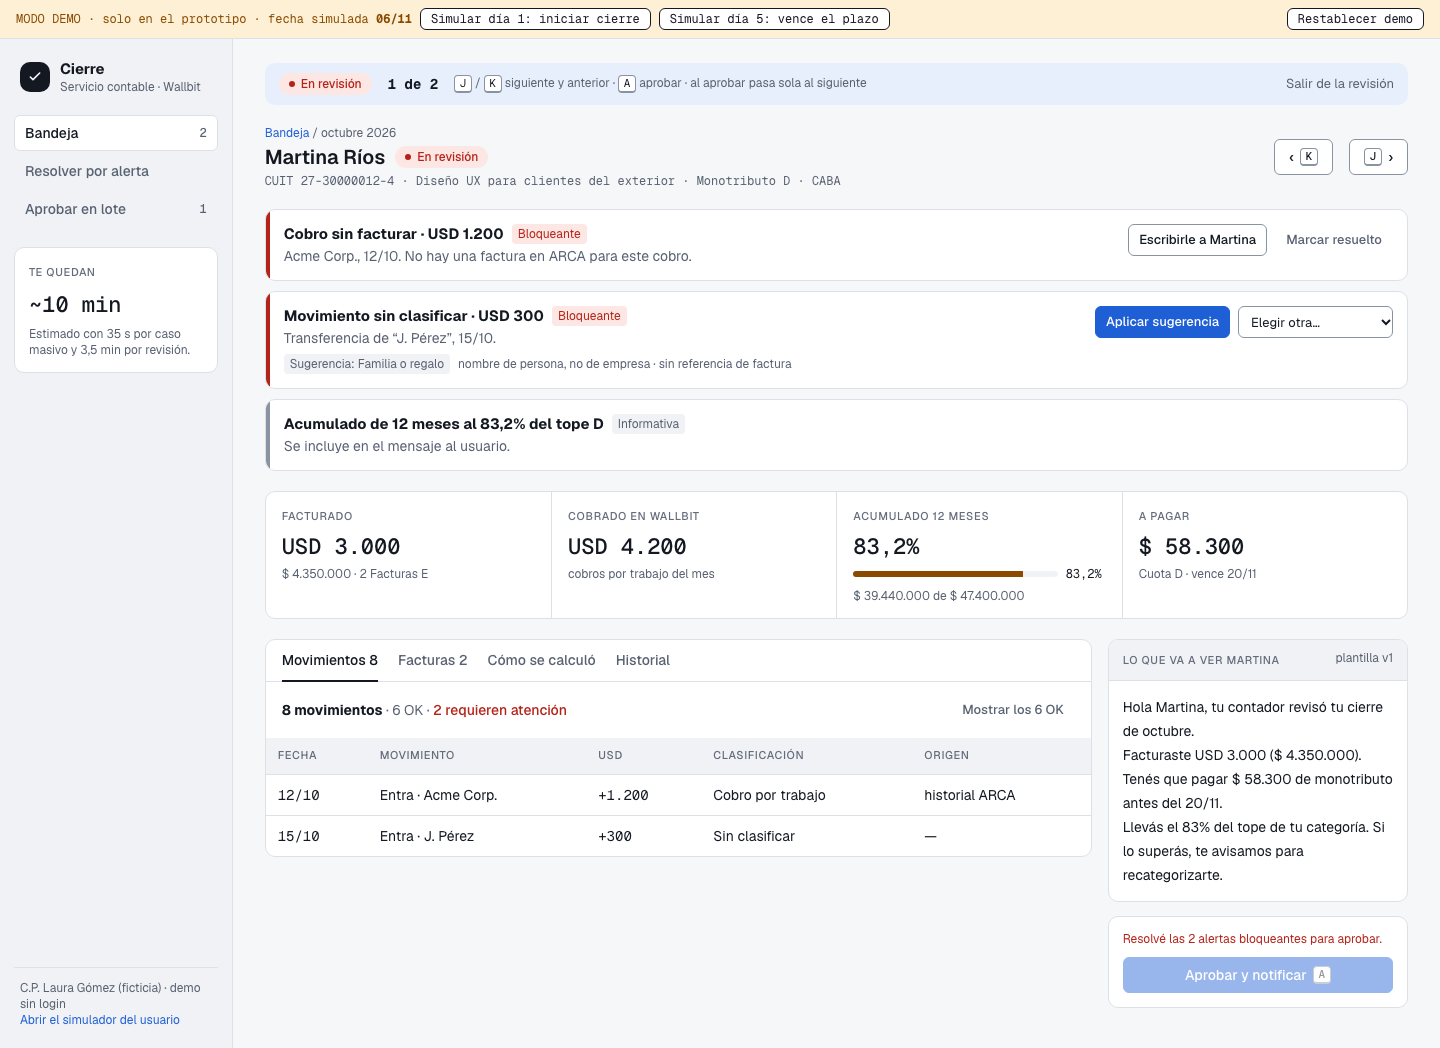 MODO DEMO · solo en el prototipo · fecha simulada 06/11
Simular día 1: iniciar cierre
Simular día 5: vence el plazo
Restablecer demo
Cierre
Servicio contable · Wallbit
Bandeja 2
Resolver por alerta
Aprobar en lote 1
TE QUEDAN
~10 min
Estimado con 35 s por caso
masivo y 3,5 min por revisión.
C.P. Laura Gómez (ficticia) · demo
sin login
Abrir el simulador del usuario
En revisión 1 de 2 J / K siguiente y anterior · A aprobar · al aprobar pasa sola al siguiente Salir de la revisión
Bandeja / octubre 2026
Martina Ríos En revisión
‹ K J ›
CUIT 27-30000012-4 · Diseño UX para clientes del exterior · Monotributo D · CABA
Cobro sin facturar · USD 1.200 Bloqueante
Acme Corp., 12/10. No hay una factura en ARCA para este cobro.
Escribirle a Martina Marcar resuelto
Movimiento sin clasificar · USD 300 Bloqueante
Transferencia de “J. Pérez”, 15/10.
Sugerencia: Familia o regalo nombre de persona, no de empresa · sin referencia de factura
Aplicar sugerencia Elegir otra…
Acumulado de 12 meses al 83,2% del tope D Informativa
Se incluye en el mensaje al usuario.
FACTURADO
USD 3.000
$ 4.350.000 · 2 Facturas E
COBRADO EN WALLBIT
USD 4.200
cobros por trabajo del mes
ACUMULADO 12 MESES
83,2%
83,2%
$ 39.440.000 de $ 47.400.000
A PAGAR
$ 58.300
Cuota D · vence 20/11
Movimientos 8 Facturas 2 Cómo se calculó Historial
8 movimientos · 6 OK · 2 requieren atención Mostrar los 6 OK
FECHA MOVIMIENTO USD CLASIFICACIÓN ORIGEN
12/10 Entra · Acme Corp. +1.200 Cobro por trabajo historial ARCA
15/10 Entra · J. Pérez +300 Sin clasificar —
LO QUE VA A VER MARTINA plantilla v1
Hola Martina, tu contador revisó tu cierre
de octubre.
Facturaste USD 3.000 ($ 4.350.000).
Tenés que pagar $ 58.300 de monotributo
antes del 20/11.
Llevás el 83% del tope de tu categoría. Si
lo superás, te avisamos para
recategorizarte.
Resolvé las 2 alertas bloqueantes para aprobar.
Aprobar y notificar A